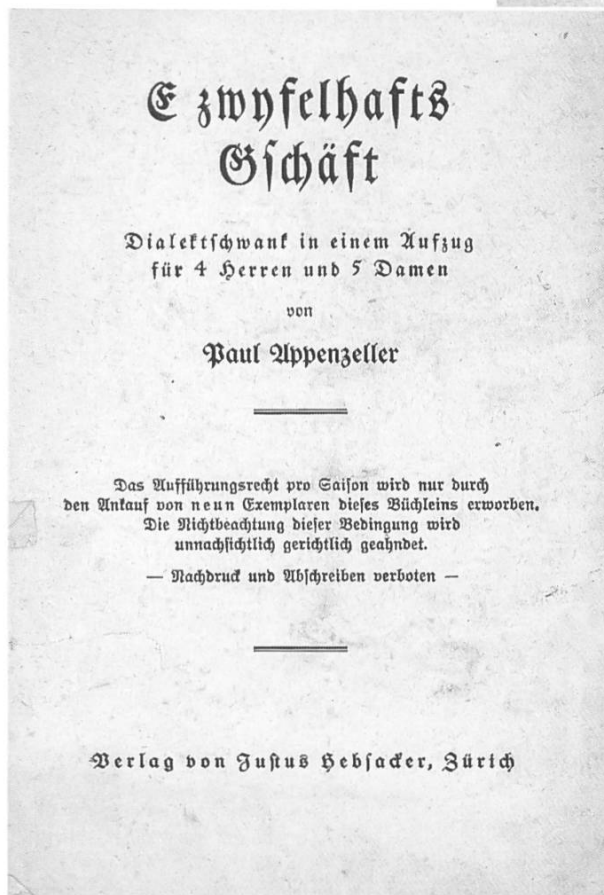 E zwyfelhafts
Gschäft
Dialektschwank in einem Aufzug
für 4 Herren und 5 Damen
von
Paul Appenzeller
Das Aufführungsrecht pro Saison wird nur durch
den Ankauf von neun Exemplaren dieses Büchleins erworben.
Die Nichtbeachtung dieser Bedingung wird
unnachsichtlich gerichtlich geahndet.
— Nachdruck und Abschreiben verboten —
Verlag von Justus Hebsacker, Zürich